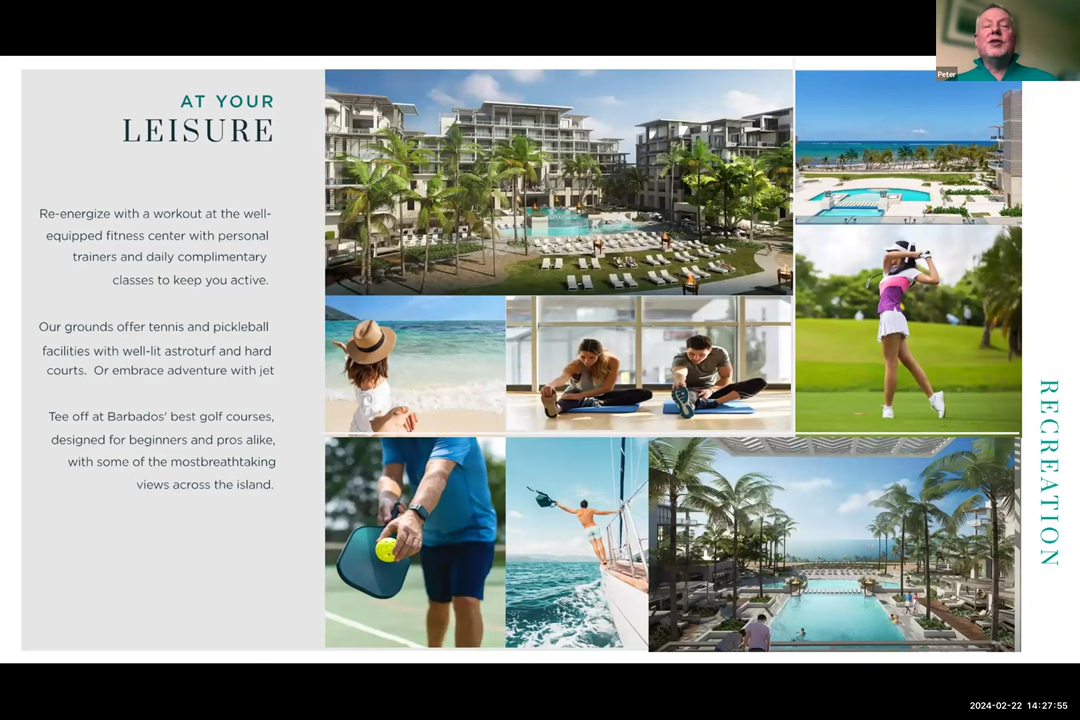 Peter
AT YOUR
LEISURE
Re-energize with a workout at the well-
equipped fitness center with personal
trainers and daily complimentary
classes to keep you active.
Our grounds offer tennis and pickleball
facilities with well-lit astroturf and hard
courts. Or embrace adventure with jet
Tee off at Barbados' best golf courses,
designed for beginners and pros alike,
with some of the mostbreathtaking
views across the island.
RECREATION
2024-02-22 14:27:55